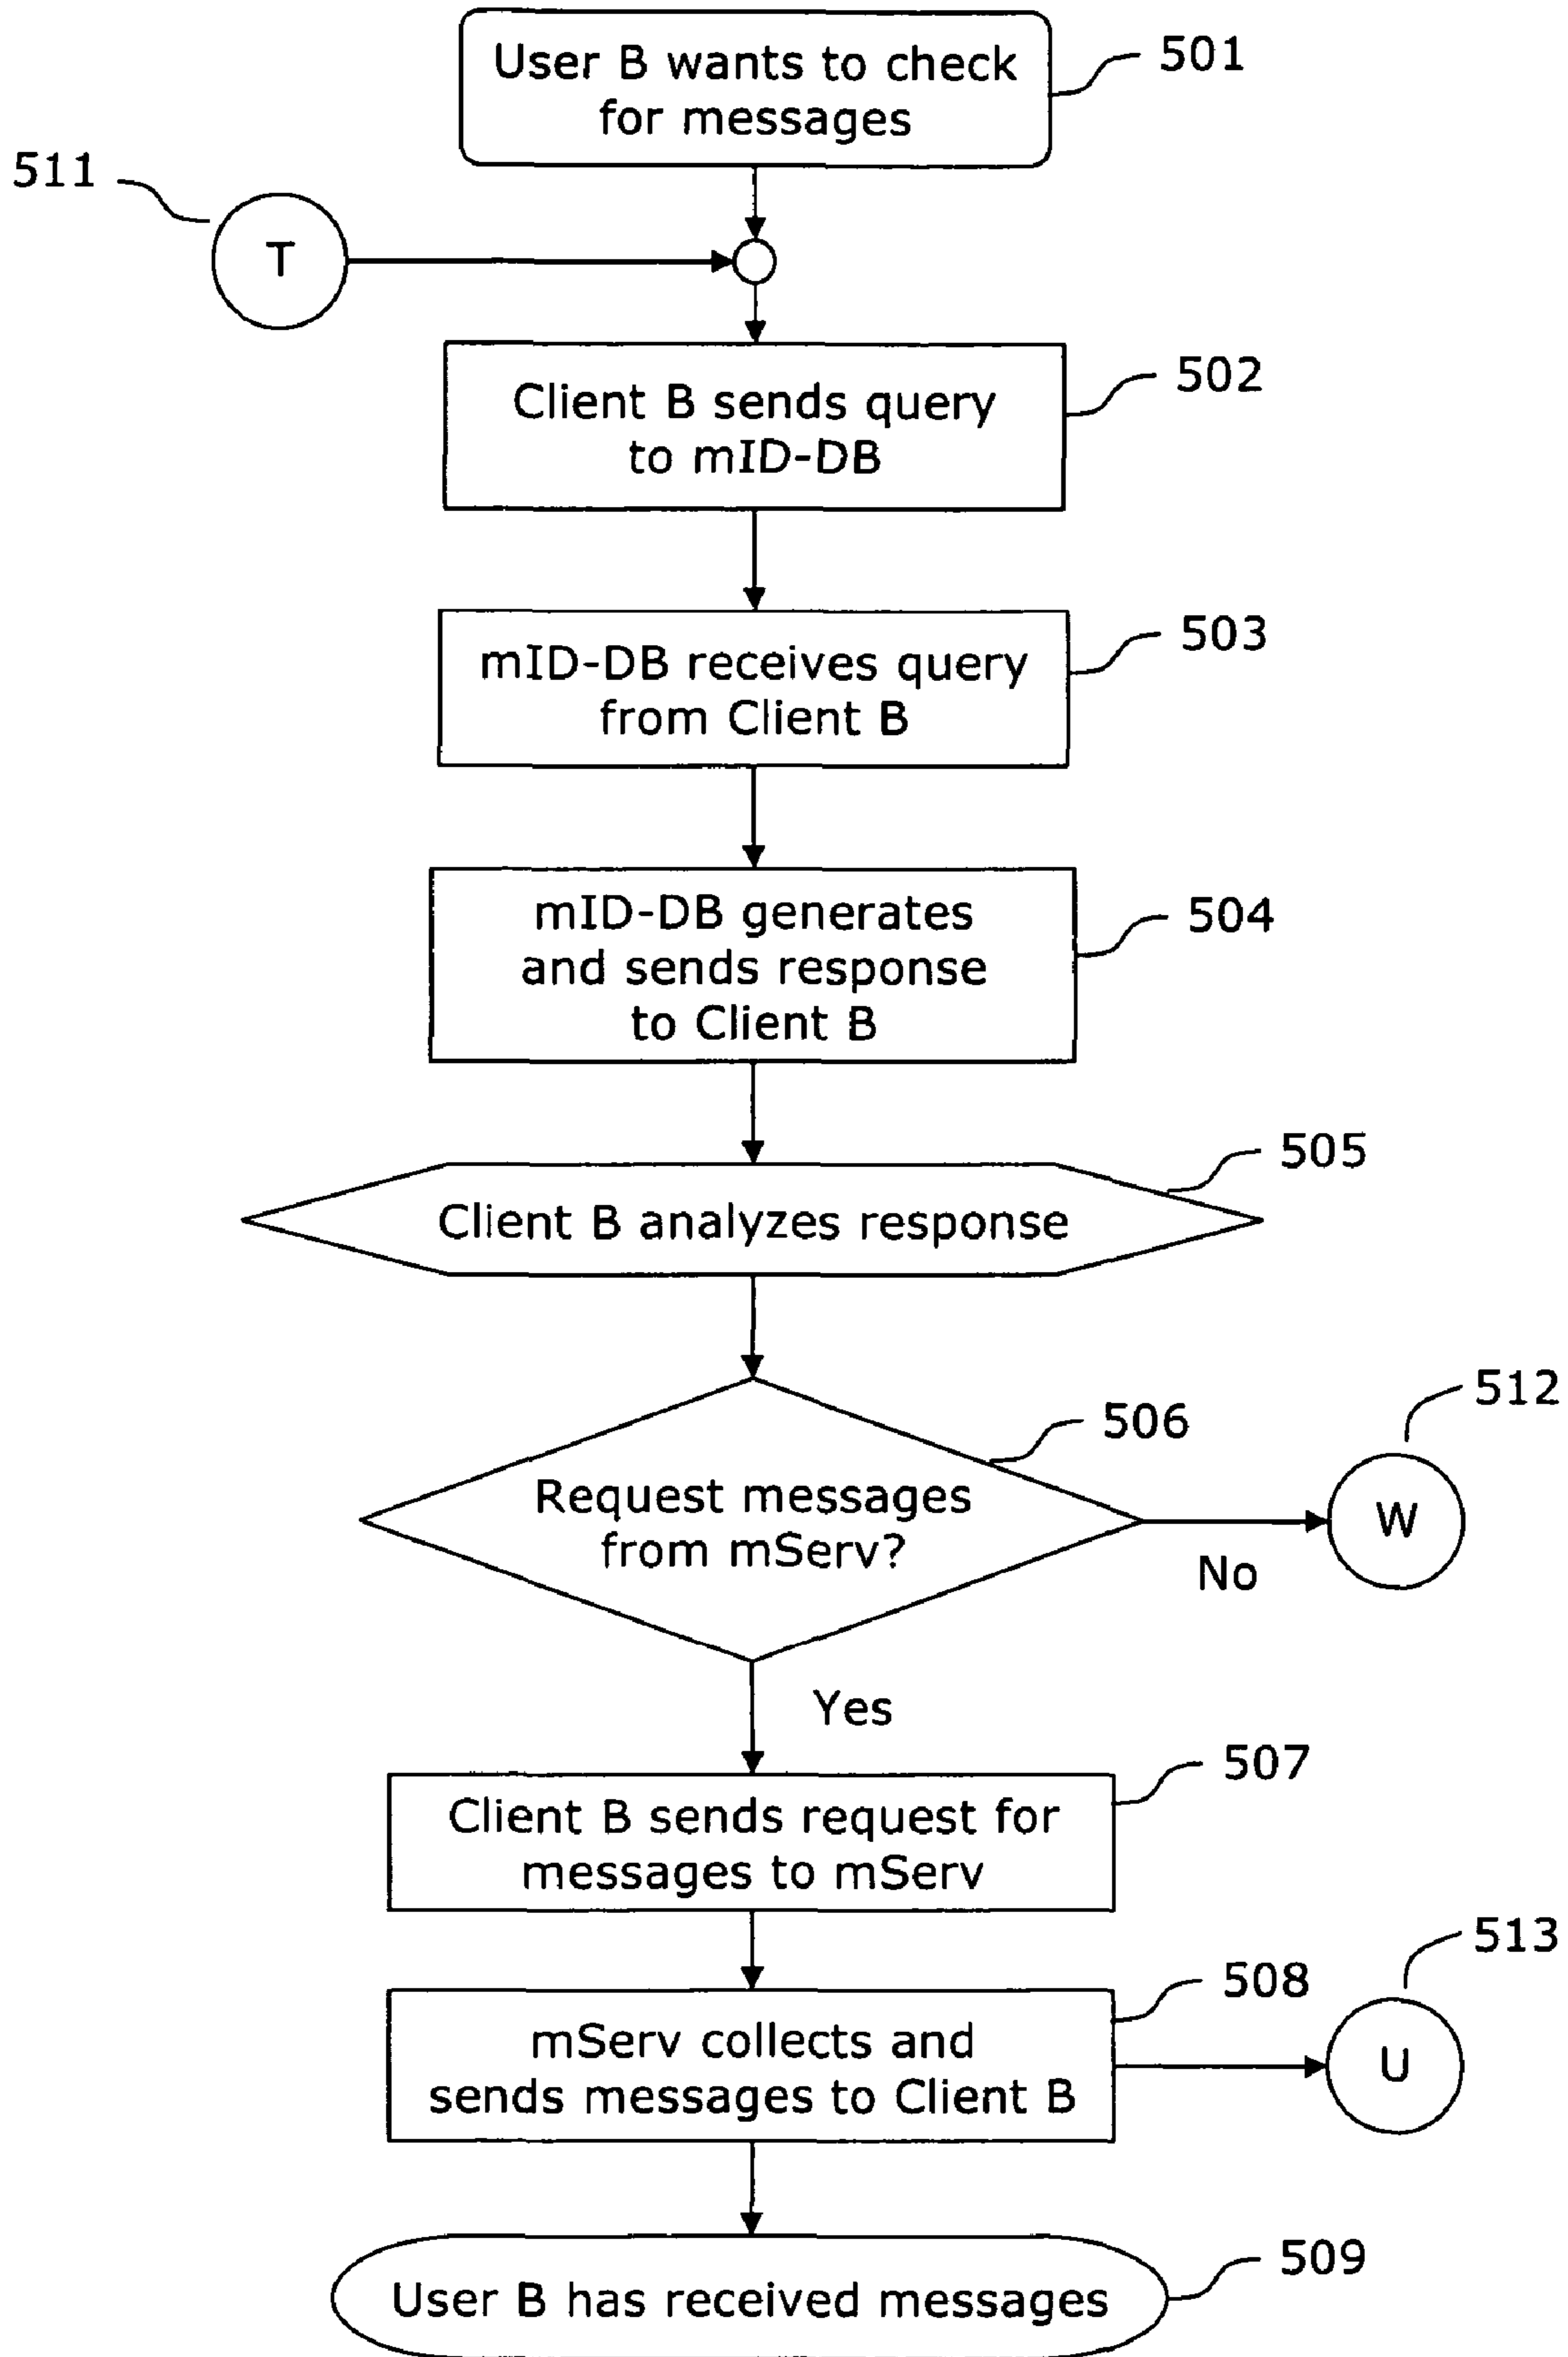 User B wants to check
for messages
501
511
T
Client B sends query
to mID-DB
502
mID-DB receives query
from Client B
503
mID-DB generates
and sends response
to Client B
504
Client B analyzes response
505
Request messages
from mServ?
506
512
W
No
Yes
Client B sends request for
messages to mServ
507
mServ collects and
sends messages to Client B
508
513
U
User B has received messages
509